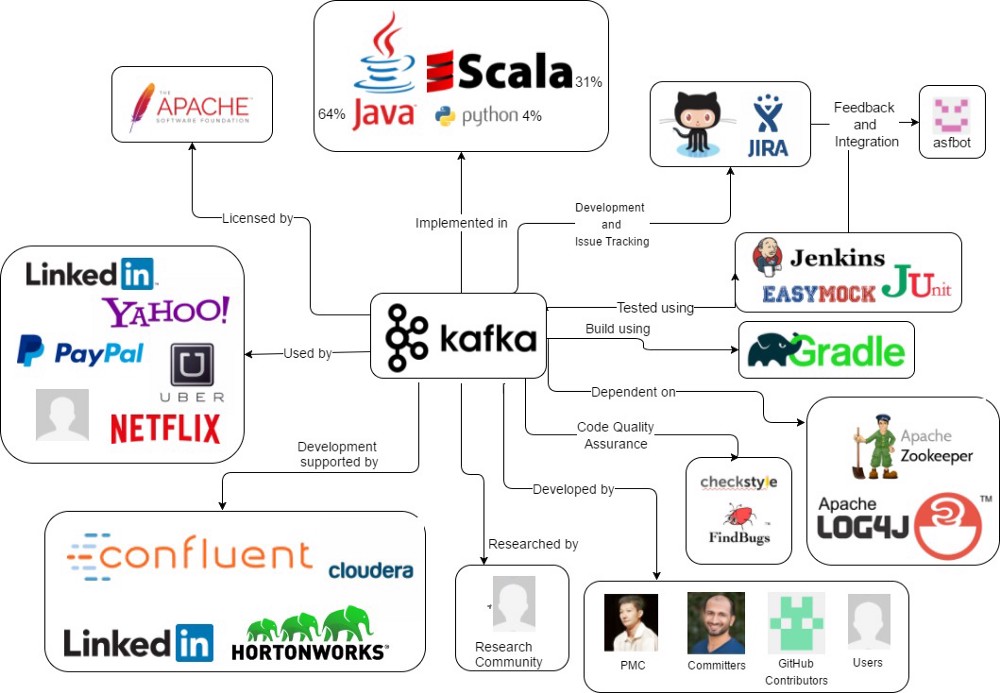 THE
APACHE
SOFTWARE FOUNDATION
Java
64%
Scala
31%
python 4%
JIRA
Feedback
and
Integration
asfbot
Licensed by
Implemented in
Development
and
Issue Tracking
Jenkins
EASYMOCK
JUnit
Linked in
YAHOO!
PayPal
UBER
NETFLIX
Used by
kafka
Tested using
Build using
Gradle
Dependent on
Apache
Zookeeper
Apache
LOG4J
TM
Code Quality
Assurance
checkstyle
FindBugs
Development
supported by
Developed by
Researched by
confluent
cloudera
Linked in
HORTONWORKS
Research
Community
PMC
Committers
GitHub
Contributors
Users